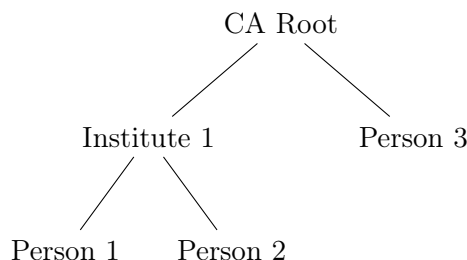 CA Root
Institute 1
Person 3
Person 1
Person 2